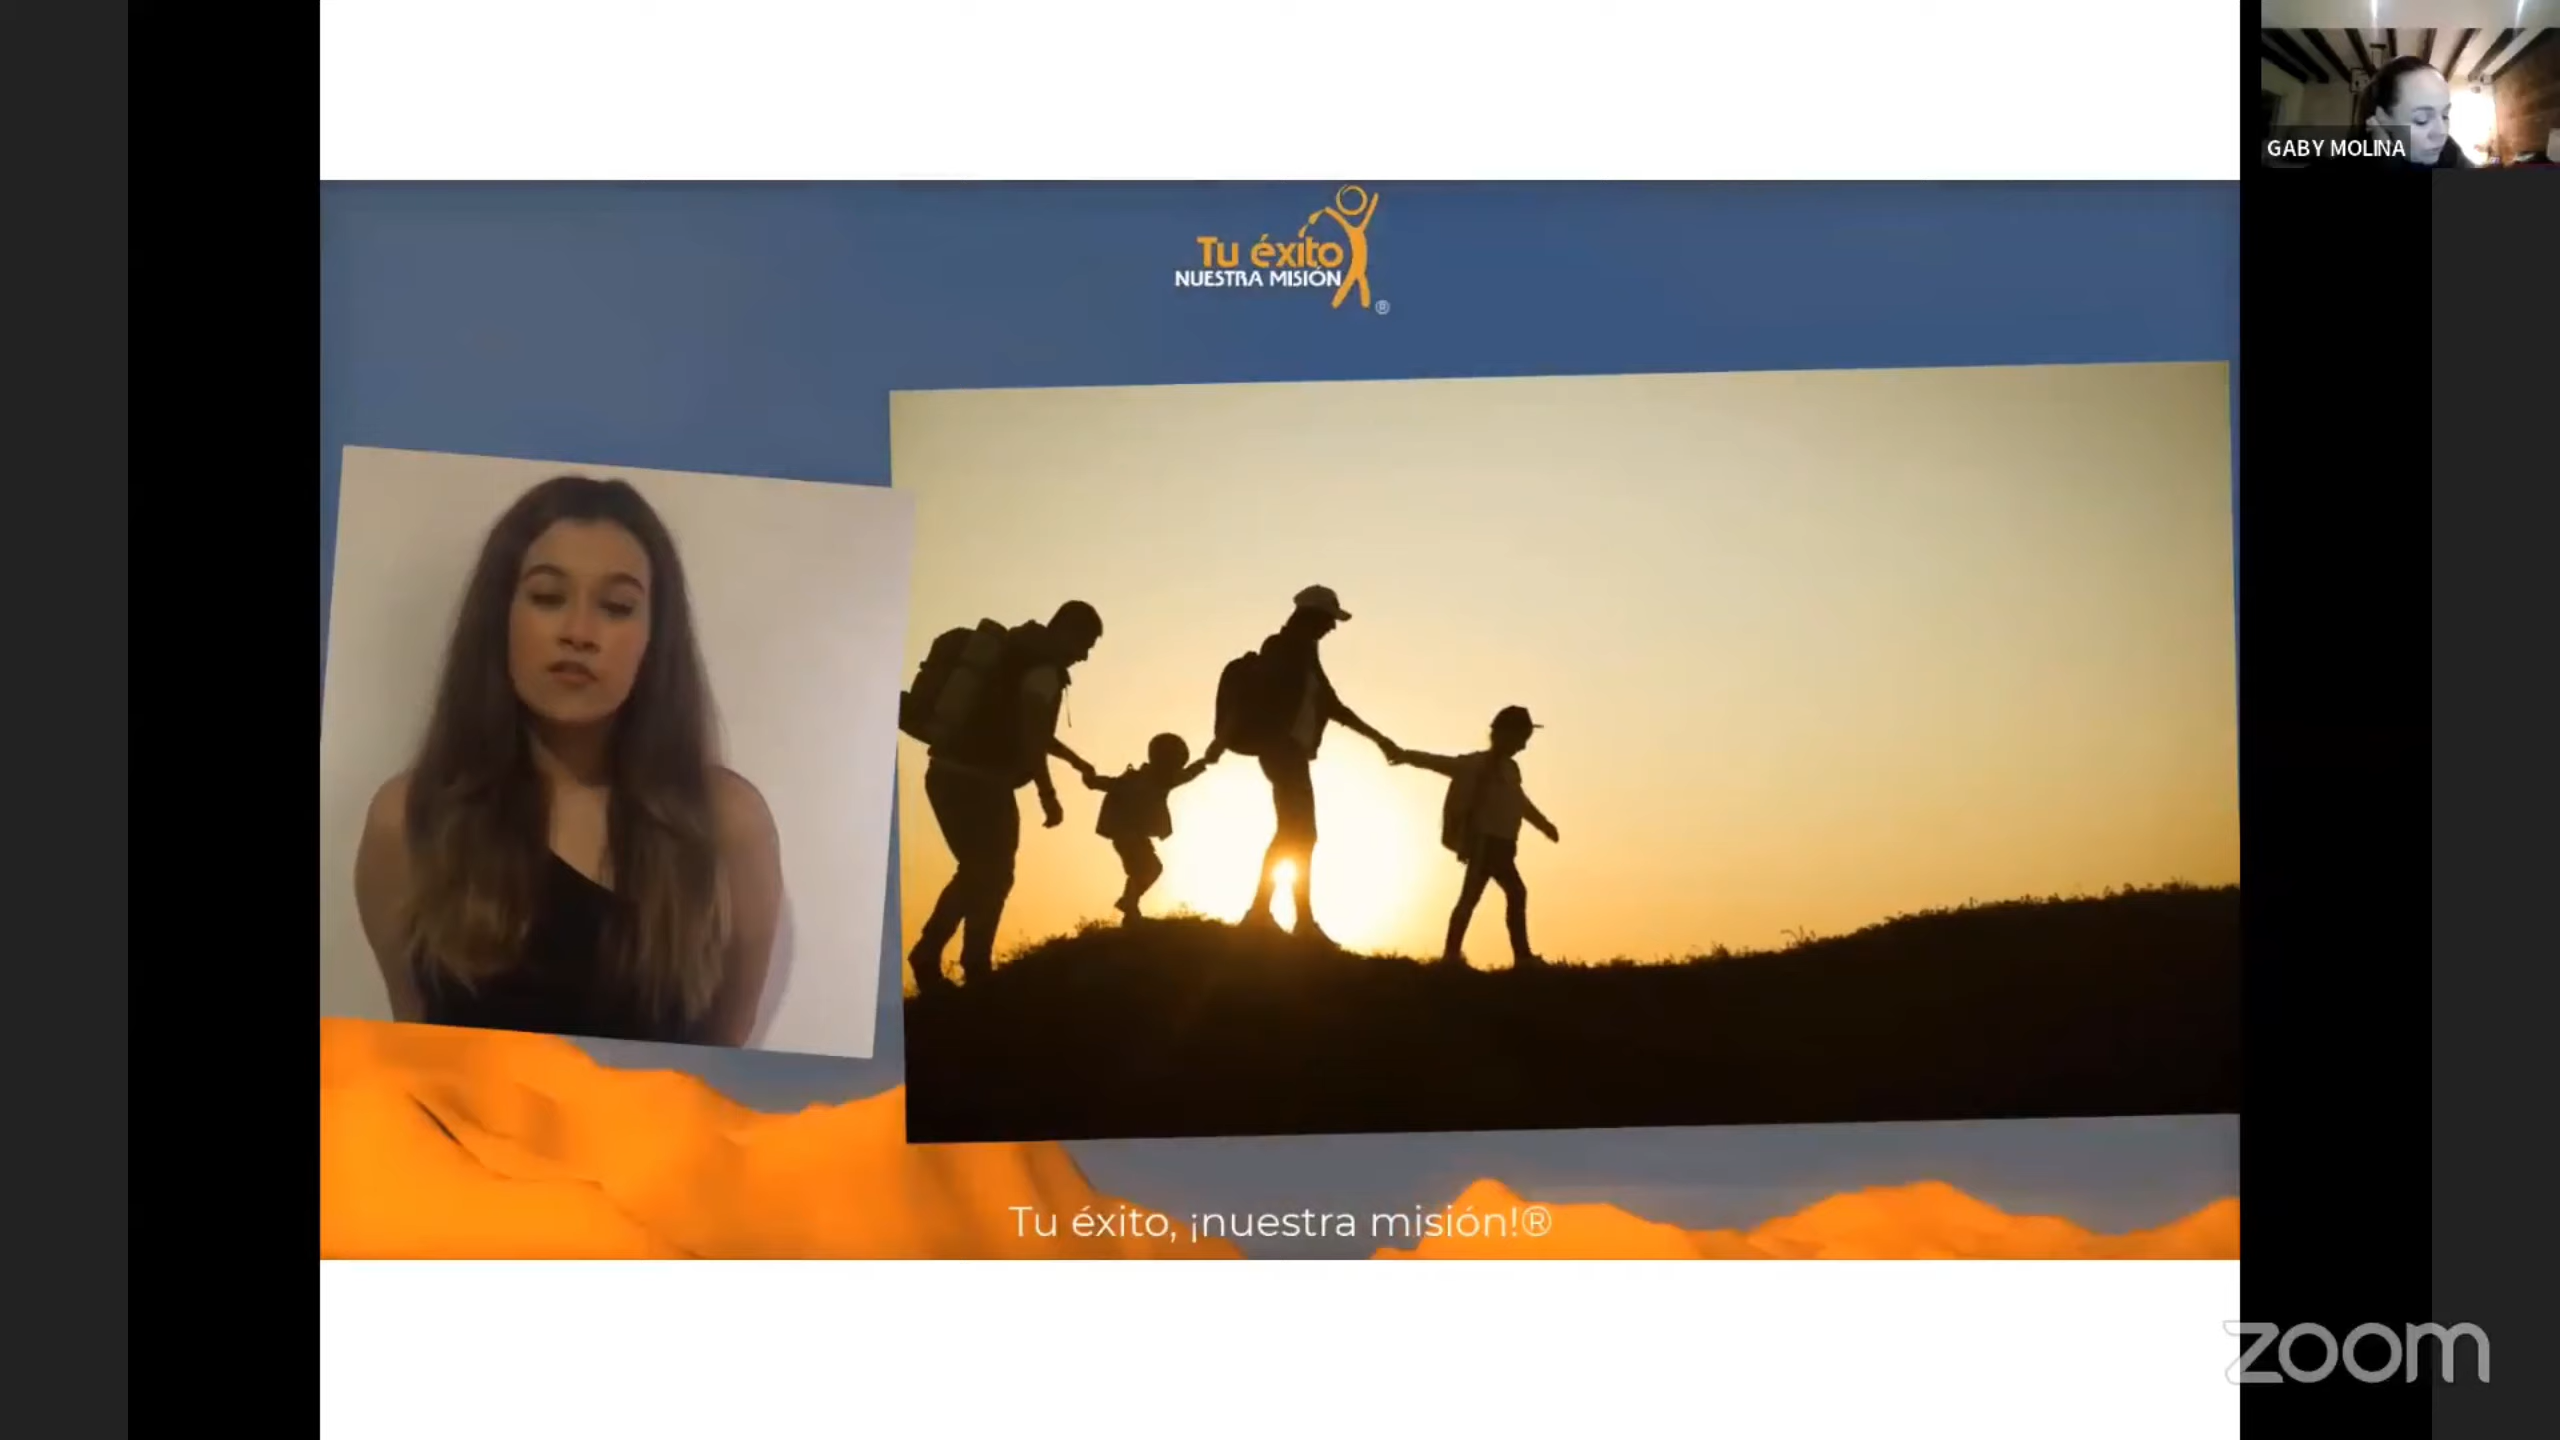 GABY MOLINA
Tu éxito
NUESTRA MISIÓN
®
Tu éxito, ¡nuestra misión!®
zoom